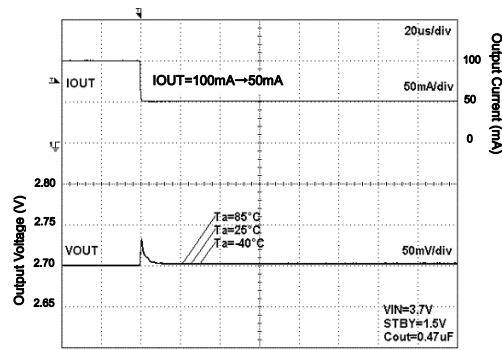 20us/div
100
IOUT
IOUT=100mA→50mA
50mA/div
50
0
Output Current (mA)
2.80
2.75
Ta=85°C
Ta=25°C
Ta=-40°C
VOUT
50mV/div
2.70
2.65
Output Voltage (V)
VIN=3.7V
STBY=1.5V
Cout=0.47uF